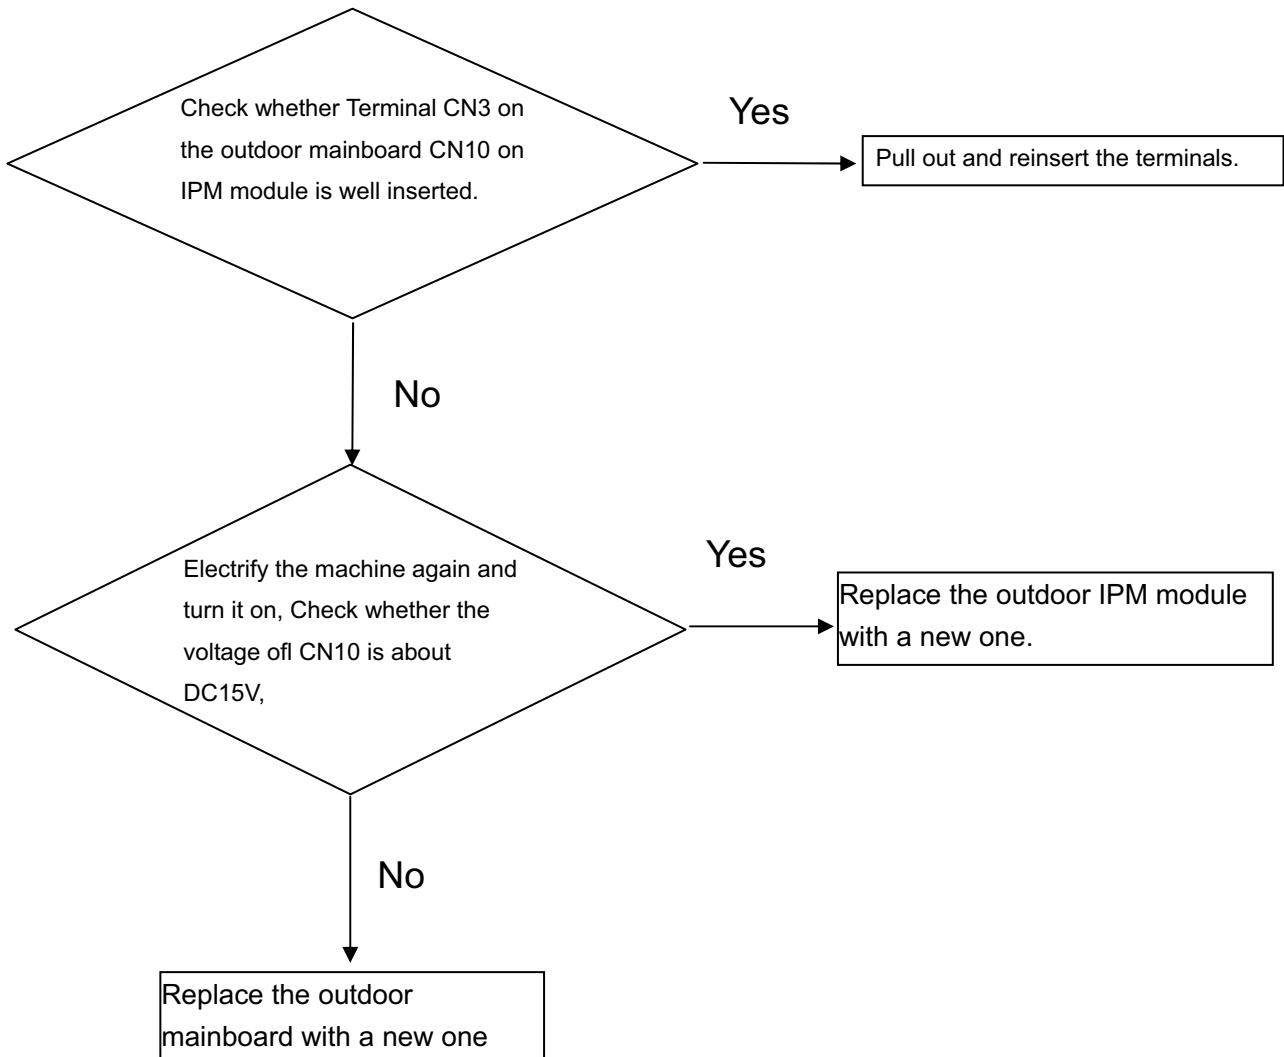 Check whether Terminal CN3 on
the outdoor mainboard CN10 on
IPM module is well inserted.
Yes
Pull out and reinsert the terminals.
No
Electrify the machine again and
turn it on, Check whether the
voltage ofl CN10 is about
DC15V,
Yes
Replace the outdoor IPM module
with a new one.
No
Replace the outdoor
mainboard with a new one